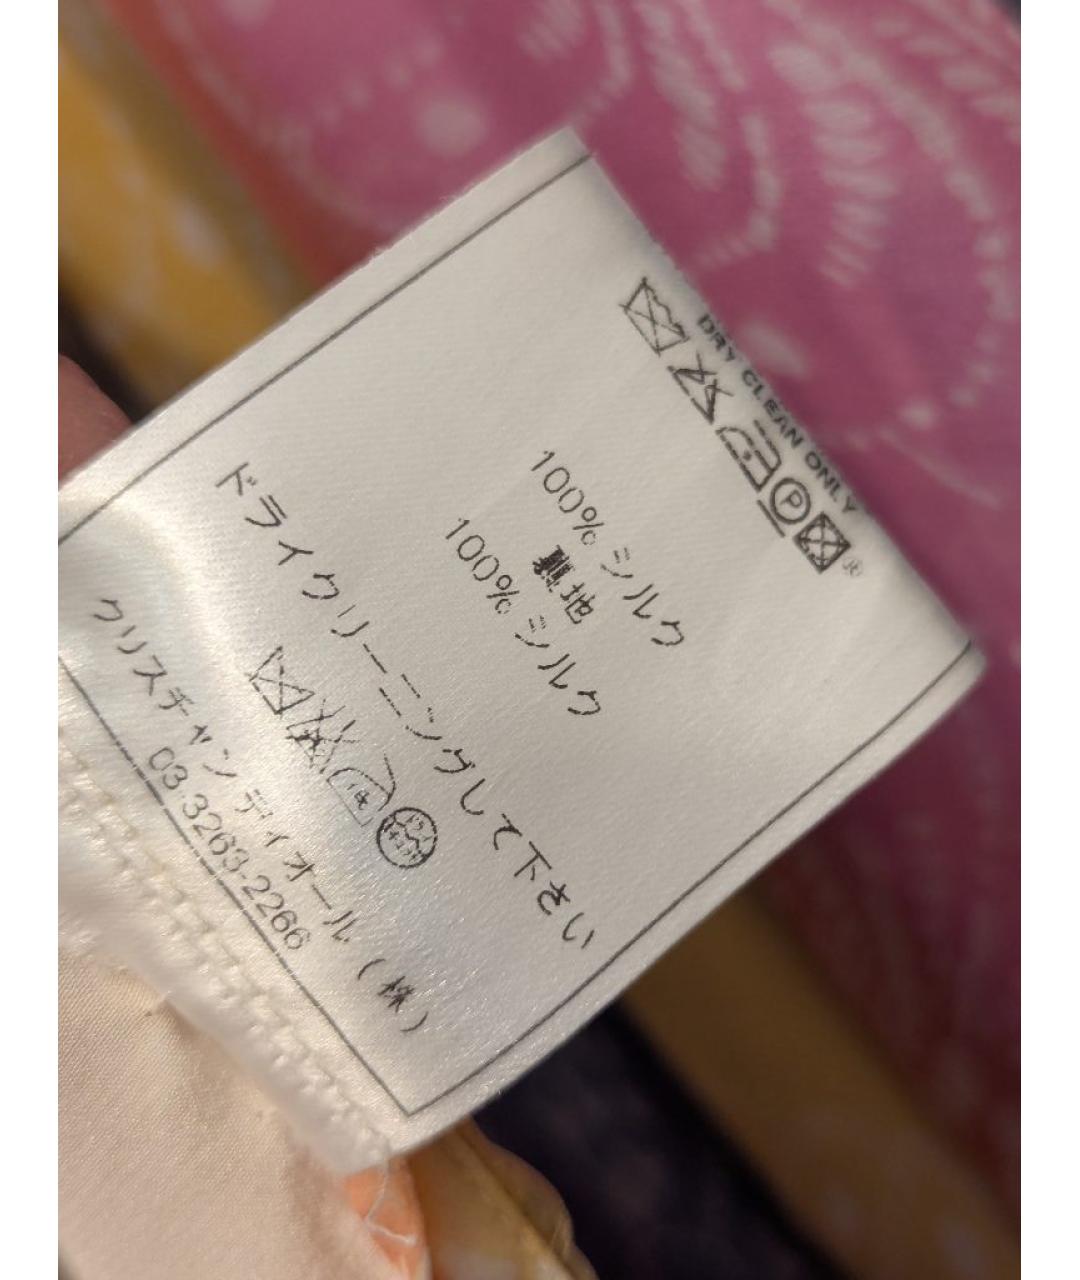 DRY CLEAN ONLY
P
100% シルク
裏地
100% シルク
ドライクリーニングして下さい
クリスチャン ディオール (株)
03-3263-2266